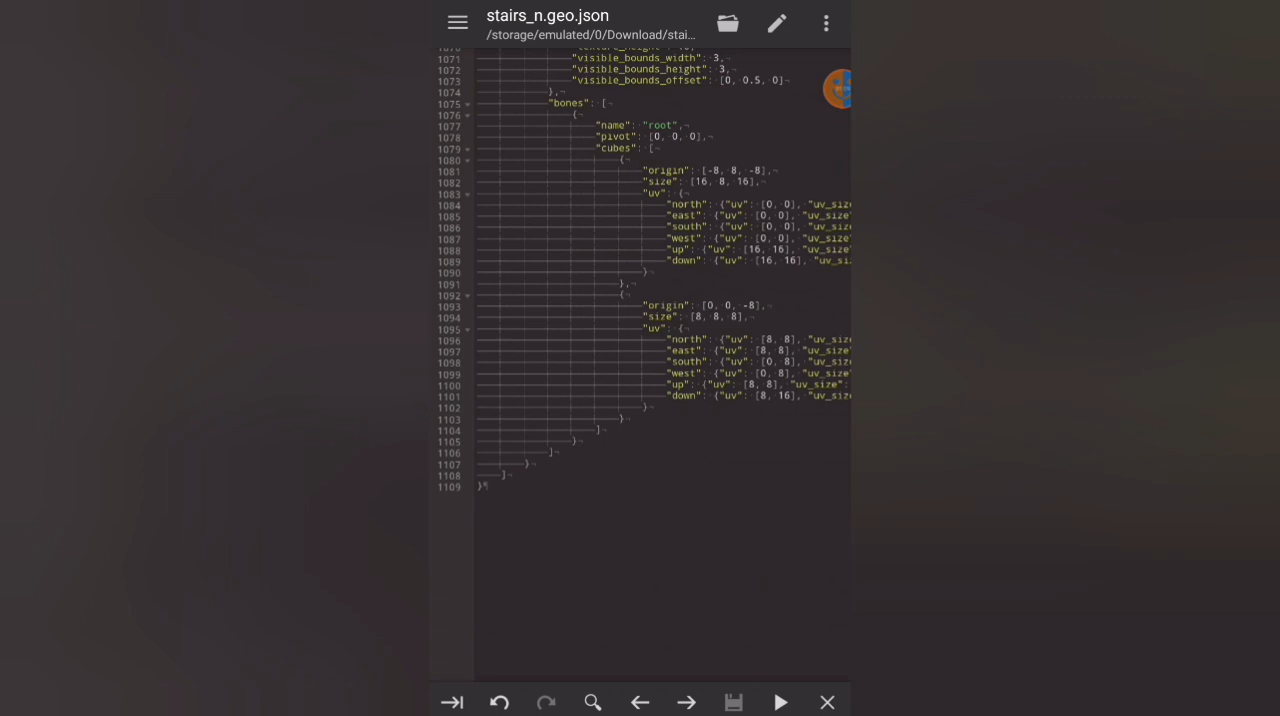 stairs_n.geo.json
/storage/emulated/0/Download/stai...
1071 "visible_bounds_width": 3,
1072 "visible_bounds_height": 3,
1073 "visible_bounds_offset": [0, 0.5, 0]
1074 },
1075 "bones": [
1076 {
1077 "name": "root",
1078 "pivot": [0, 0, 0],
1079 "cubes": [
1080 {
1081 "origin": [-8, 8, -8],
1082 "size": [16, 8, 16],
1083 "uv": {
1084 "north": {"uv": [0, 0], "uv_size
1085 "east": {"uv": [0, 0], "uv_size"
1086 "south": {"uv": [0, 0], "uv_size
1087 "west": {"uv": [0, 0], "uv_size"
1088 "up": {"uv": [16, 16], "uv_size"
1089 "down": {"uv": [16, 16], "uv_si
1090 }
1091 },
1092 {
1093 "origin": [0, 0, -8],
1094 "size": [8, 8, 8],
1095 "uv": {
1096 "north": {"uv": [8, 8], "uv_size
1097 "east": {"uv": [8, 8], "uv_size"
1098 "south": {"uv": [0, 8], "uv_size
1099 "west": {"uv": [0, 8], "uv_size"
1100 "up": {"uv": [8, 8], "uv_size":
1101 "down": {"uv": [8, 16], "uv_size
1102 }
1103 }
1104 ]
1105 }
1106 ]
1107 }
1108 ]
1109 }